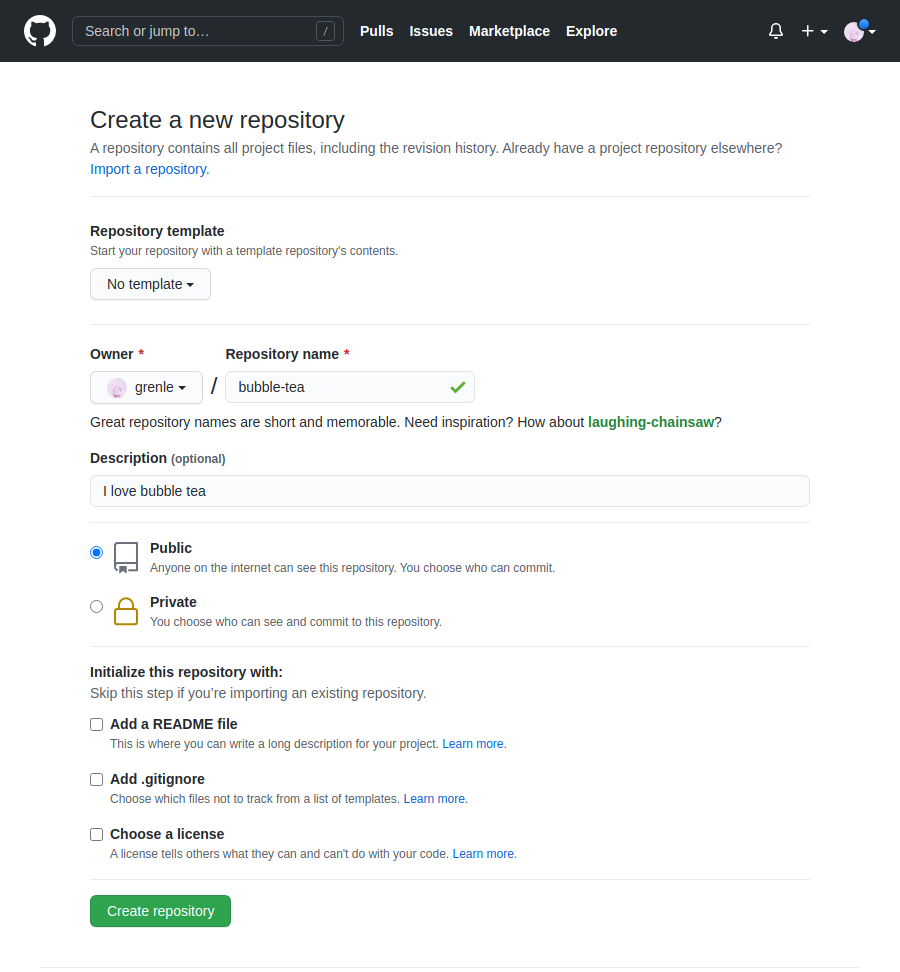 Search or jump to…
/
Pulls Issues Marketplace Explore
Create a new repository
A repository contains all project files, including the revision history. Already have a project repository elsewhere?
Import a repository.
Repository template
Start your repository with a template repository's contents.
No template
Owner * Repository name *
grenle / bubble-tea
Great repository names are short and memorable. Need inspiration? How about laughing-chainsaw?
Description (optional)
I love bubble tea
Public
Anyone on the internet can see this repository. You choose who can commit.
Private
You choose who can see and commit to this repository.
Initialize this repository with:
Skip this step if you’re importing an existing repository.
Add a README file
This is where you can write a long description for your project. Learn more.
Add .gitignore
Choose which files not to track from a list of templates. Learn more.
Choose a license
A license tells others what they can and can't do with your code. Learn more.
Create repository